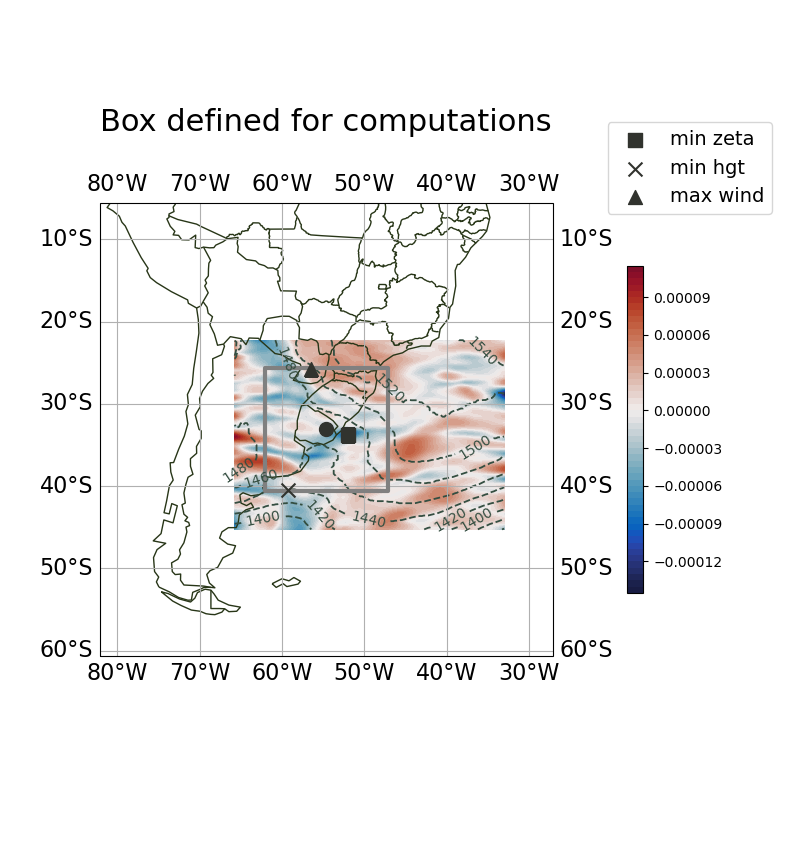 Box defined for computations
min zeta
min hgt
max wind
80°W 70°W 60°W 50°W 40°W 30°W
10°S 10°S
20°S 20°S
30°S 30°S
40°S 40°S
50°S 50°S
60°S 60°S
80°W 70°W 60°W 50°W 40°W 30°W
0.00009
0.00006
0.00003
0.00000
−0.00003
−0.00006
−0.00009
−0.00012
1540
1480
1520
1500
1480
1460
1400
1420
1440
1420
1400